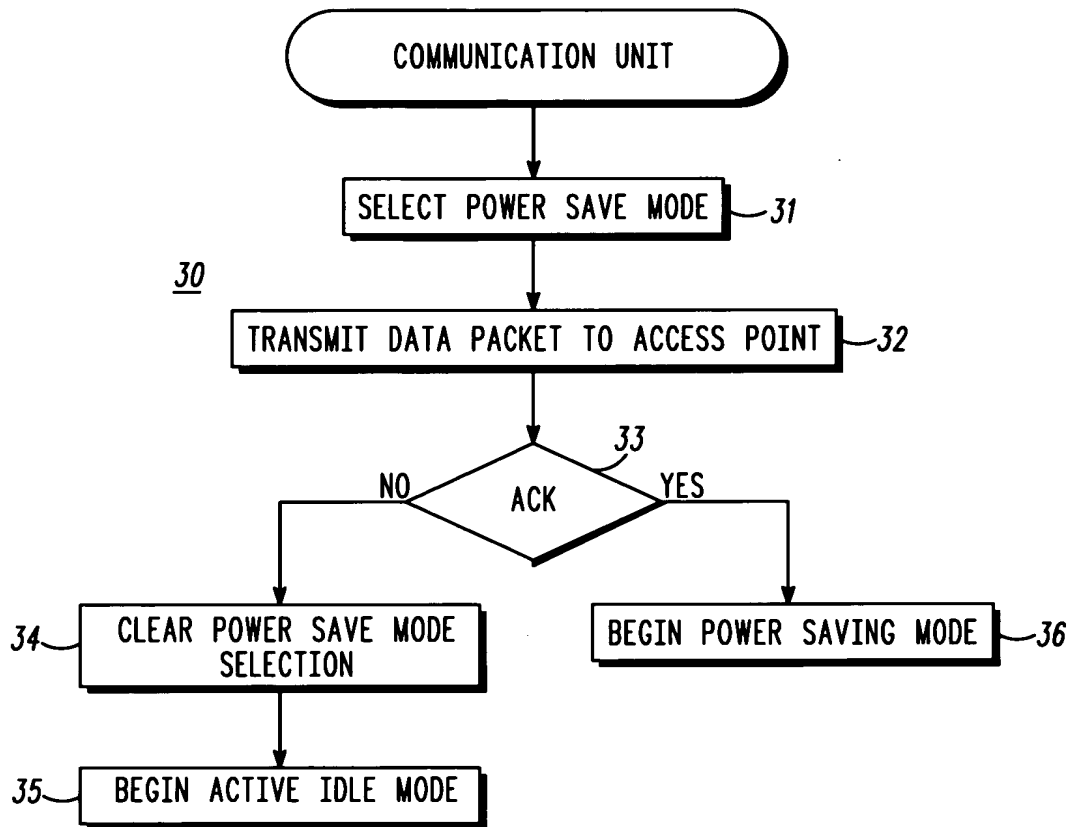 COMMUNICATION UNIT
SELECT POWER SAVE MODE
31
30
TRANSMIT DATA PACKET TO ACCESS POINT
32
33
NO
ACK
YES
34
CLEAR POWER SAVE MODE
SELECTION
BEGIN POWER SAVING MODE
36
35
BEGIN ACTIVE IDLE MODE